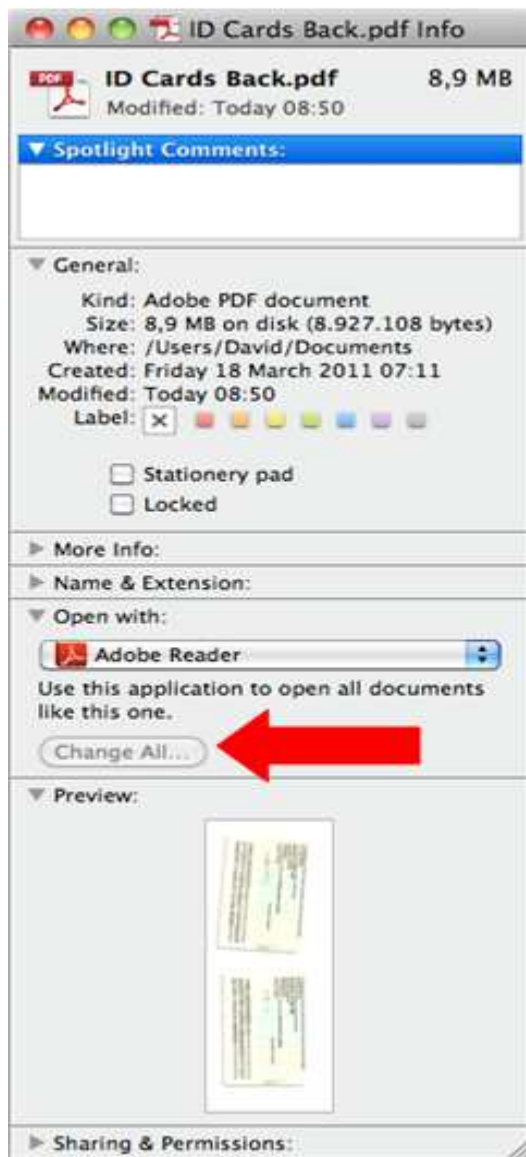 ID Cards Back.pdf Info
PDF
ID Cards Back.pdf 8,9 MB
Modified: Today 08:50
Spotlight Comments:
General:
Kind: Adobe PDF document
Size: 8,9 MB on disk (8.927.108 bytes)
Where: /Users/David/Documents
Created: Friday 18 March 2011 07:11
Modified: Today 08:50
Label:
Stationery pad
Locked
More Info:
Name & Extension:
Open with:
Adobe Reader
Use this application to open all documents
like this one.
Change All...
Preview:
Sharing & Permissions: